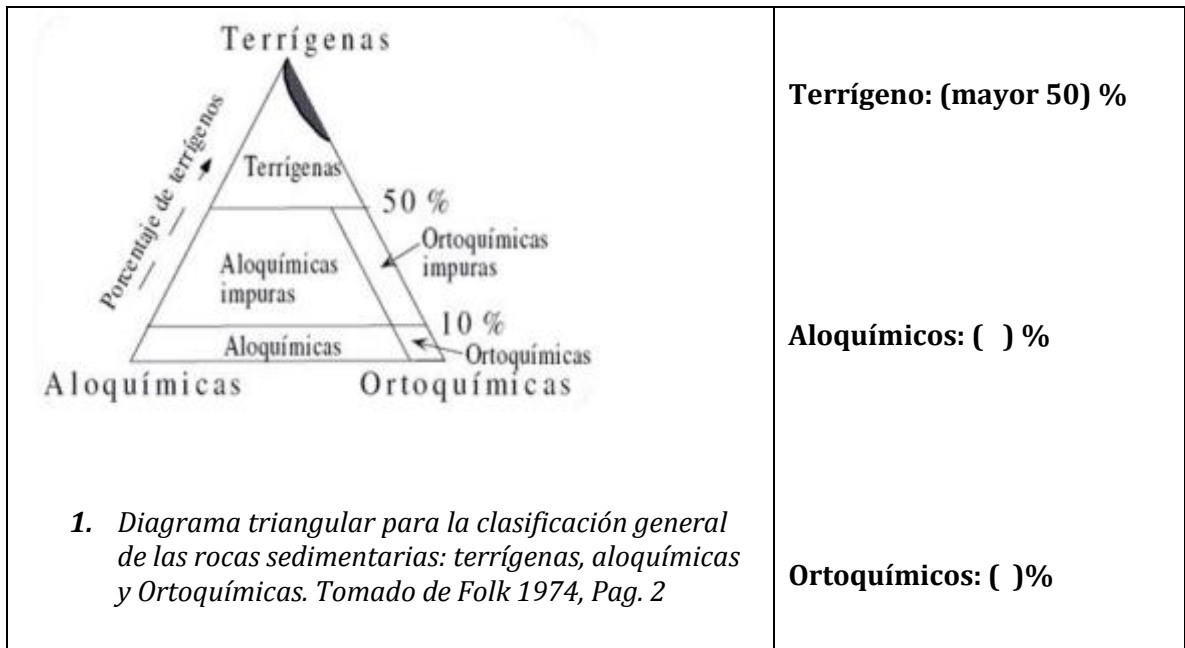 Terrígenas
Porcentaje de terrígenos
Terrígenas
50 %
Ortoquímicas
impuras
Aloquímicas
impuras
10 %
Aloquímicas
Ortoquímicas
Aloquímicas
Ortoquímicas
1. Diagrama triangular para la clasificación general
de las rocas sedimentarias: terrígenas, aloquímicas
y Ortoquímicas. Tomado de Folk 1974, Pag. 2
Terrígeno: (mayor 50) %
Aloquímicos: (  ) %
Ortoquímicos: (  )%